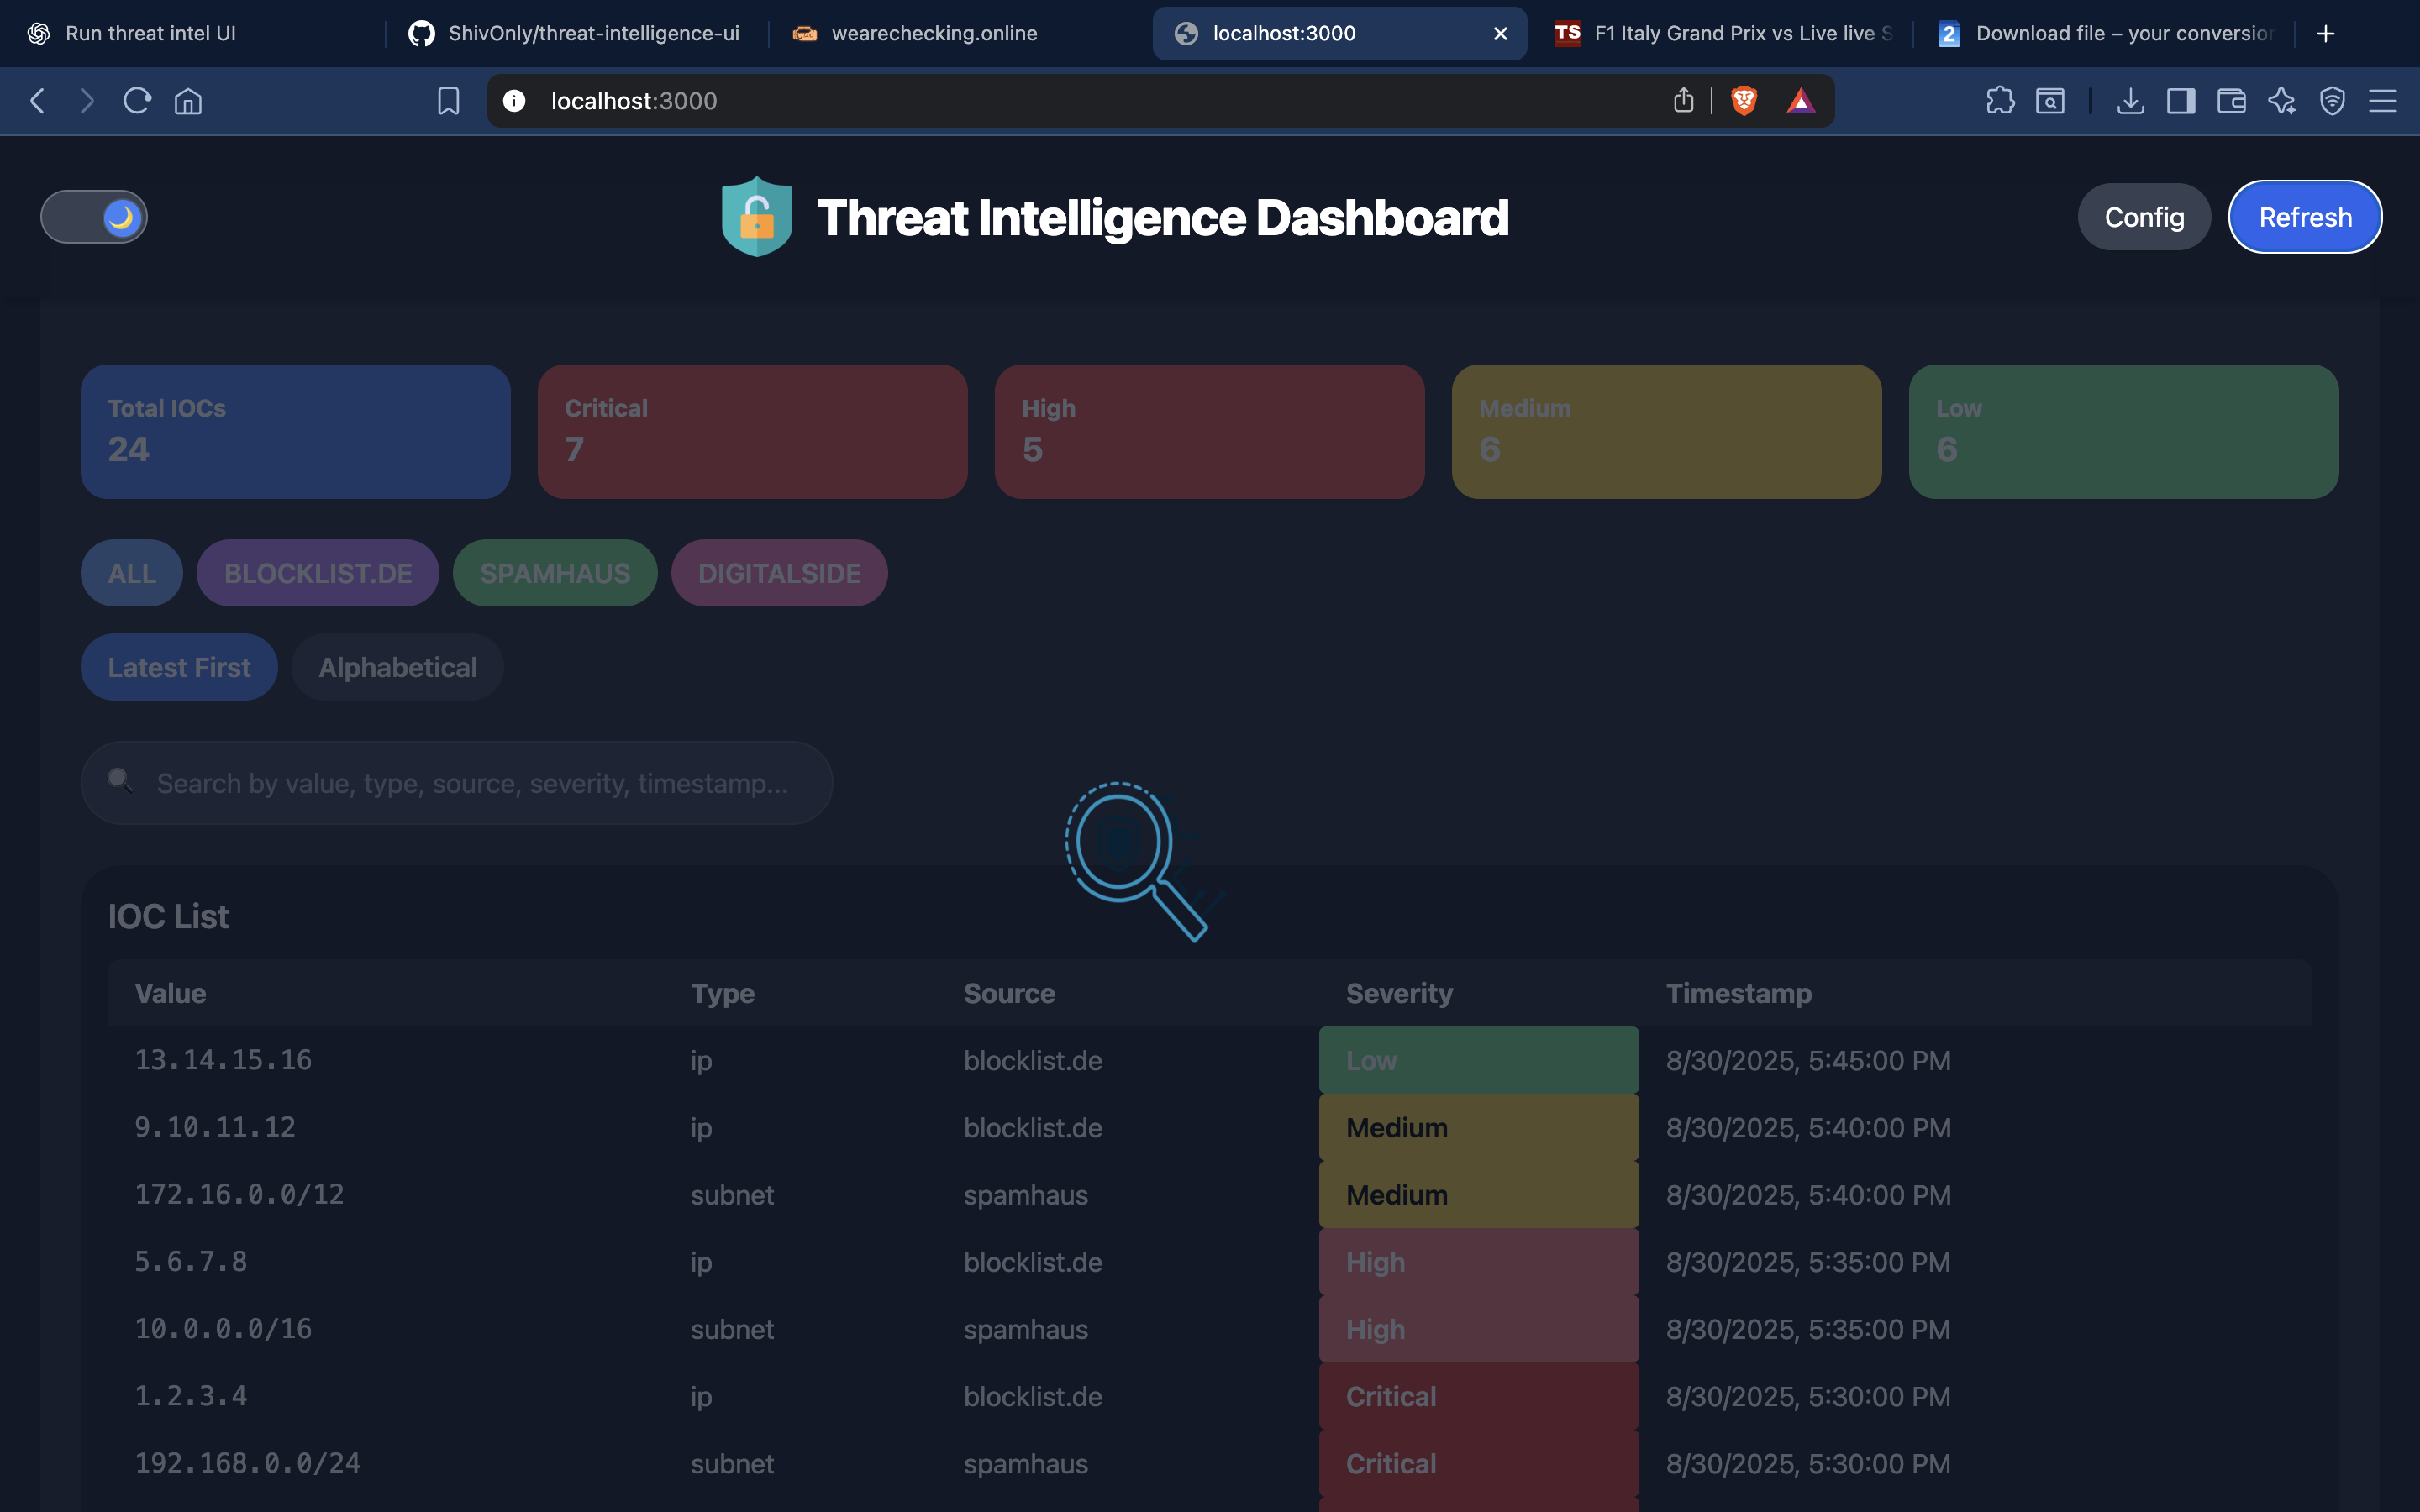 Run threat intel UI
ShivOnly/threat-intelligence-ui
wearechecking.online
localhost:3000
TS F1 Italy Grand Prix vs Live live S
2 Download file – your conversion
localhost:3000
Threat Intelligence Dashboard
Config
Refresh
Total IOCs
24
Critical
7
High
5
Medium
6
Low
6
ALL
BLOCKLIST.DE
SPAMHAUS
DIGITALSIDE
Latest First
Alphabetical
Search by value, type, source, severity, timestamp...
IOC List
Value Type Source Severity Timestamp
13.14.15.16 ip blocklist.de Low 8/30/2025, 5:45:00 PM
9.10.11.12 ip blocklist.de Medium 8/30/2025, 5:40:00 PM
172.16.0.0/12 subnet spamhaus Medium 8/30/2025, 5:40:00 PM
5.6.7.8 ip blocklist.de High 8/30/2025, 5:35:00 PM
10.0.0.0/16 subnet spamhaus High 8/30/2025, 5:35:00 PM
1.2.3.4 ip blocklist.de Critical 8/30/2025, 5:30:00 PM
192.168.0.0/24 subnet spamhaus Critical 8/30/2025, 5:30:00 PM